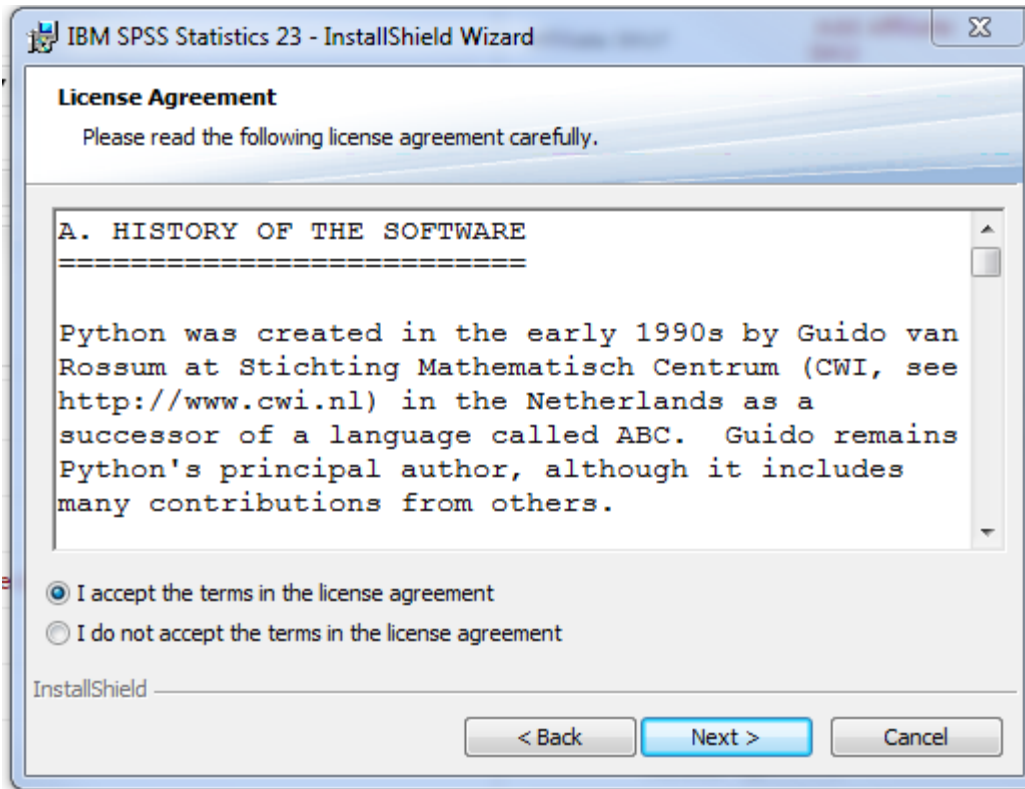 IBM SPSS Statistics 23 - InstallShield Wizard
License Agreement
Please read the following license agreement carefully.
A. HISTORY OF THE SOFTWARE
==========================
Python was created in the early 1990s by Guido van
Rossum at Stichting Mathematisch Centrum (CWI, see
http://www.cwi.nl) in the Netherlands as a
successor of a language called ABC.  Guido remains
Python's principal author, although it includes
many contributions from others.
I accept the terms in the license agreement
I do not accept the terms in the license agreement
InstallShield
< Back
Next >
Cancel